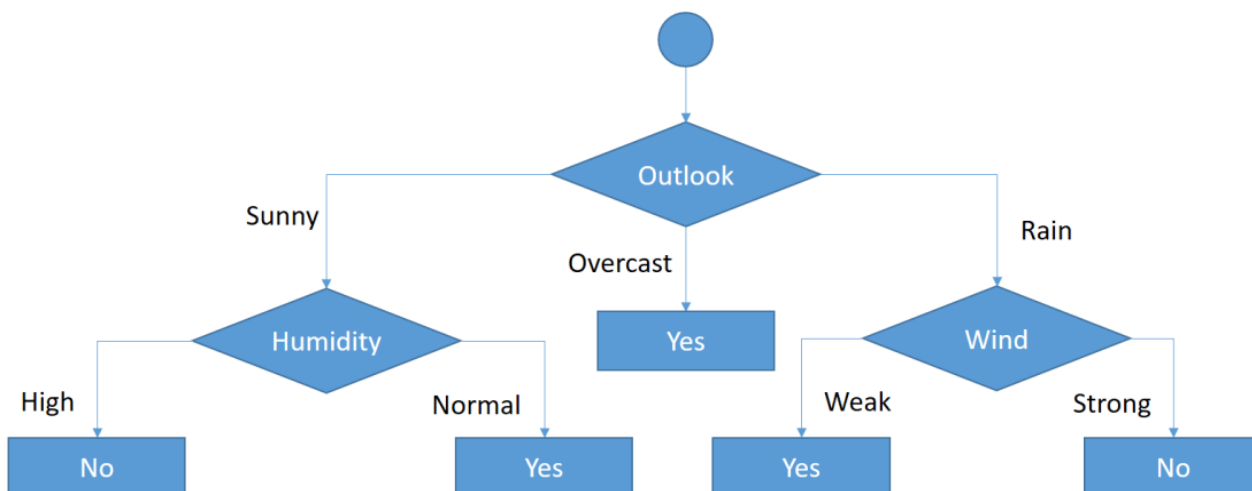 Outlook
Sunny
Rain
Overcast
Humidity
Yes
Wind
High
Normal
Weak
Strong
No
Yes
Yes
No